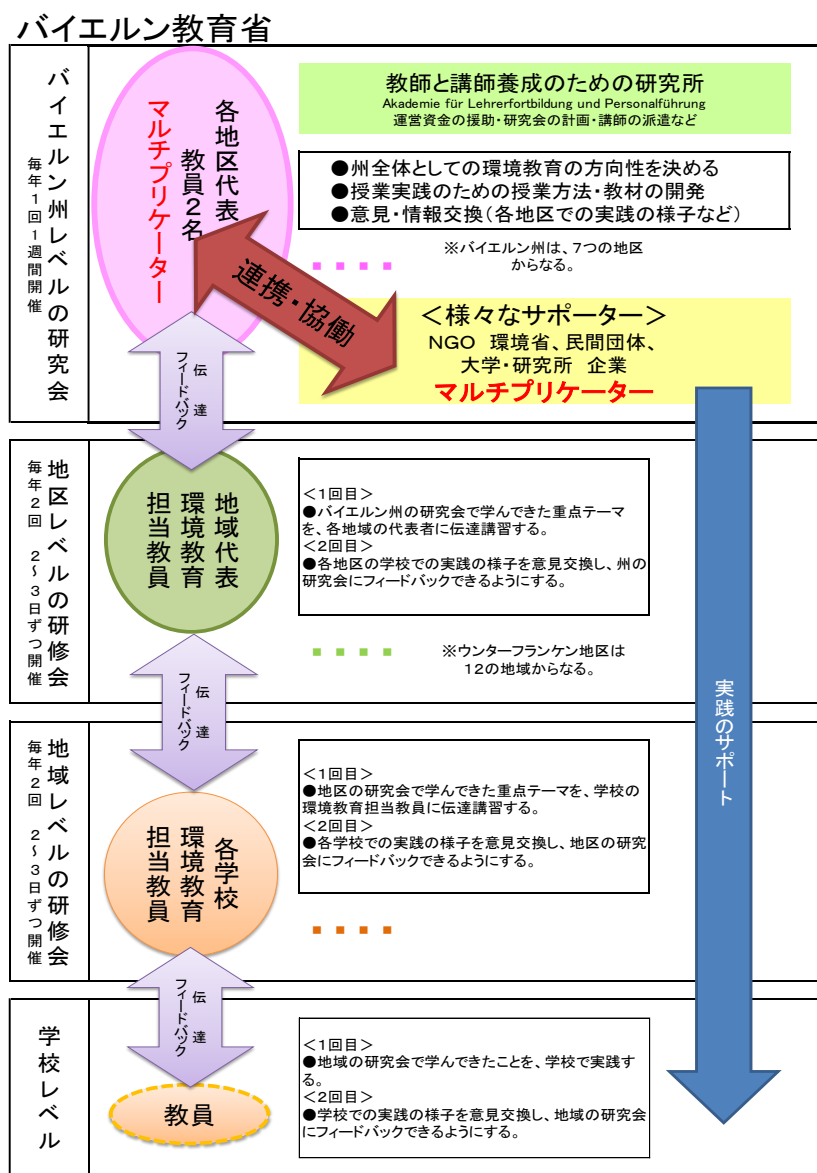 バイエルン教育省
バイエルン州レベルの研究会
毎年1回1週間開催
各地区代表
教員2名
マルチプリケーター
教師と講師養成のための研究所
Akademie für Lehrerfortbildung und Personalführung
運営資金の援助・研究会の計画・講師の派遣など
●州全体としての環境教育の方向性を決める
●授業実践のための授業方法・教材の開発
●意見・情報交換(各地区での実践の様子など)
※バイエルン州は、7つの地区
からなる。
連携・協働
<様々なサポーター>
NGO 環境省、民間団体、
大学・研究所 企業
マルチプリケーター
伝達
フィードバック
地区レベルの研修会
毎年2回 2~3日ずつ開催
地域代表
環境教育
担当教員
<1回目>
●バイエルン州の研究会で学んできた重点テーマ
を、各地域の代表者に伝達講習する。
<2回目>
●各地区の学校での実践の様子を意見交換し、州の
研究会にフィードバックできるようにする。
※ウンターフランケン地区は
12の地域からなる。
伝達
フィードバック
実践のサポート
地域レベルの研修会
毎年2回 2~3日ずつ開催
各学校
環境教育
担当教員
<1回目>
●地区の研究会で学んできた重点テーマを、学校の
環境教育担当教員に伝達講習する。
<2回目>
●各学校での実践の様子を意見交換し、地区の研究
会にフィードバックできるようにする。
伝達
フィードバック
学校レベル
教員
<1回目>
●地域の研究会で学んできたことを、学校で実践す
る。
<2回目>
●学校での実践の様子を意見交換し、地域の研究会
にフィードバックできるようにする。